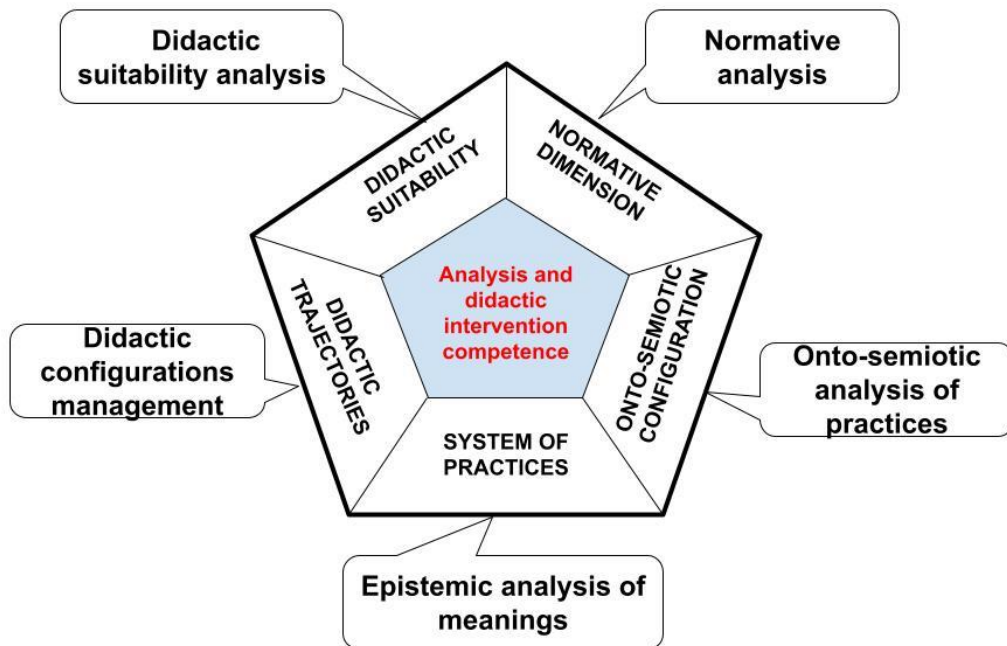 Didactic
suitability analysis
Normative
analysis
DIDACTIC
SUITABILITY
NORMATIVE
DIMENSION
Analysis and
didactic
intervention
competence
DIDACTIC
TRAJECTORIES
ONTO-SEMIOTIC
CONFIGURATION
Didactic
configurations
management
Onto-semiotic
analysis of
practices
SYSTEM OF
PRACTICES
Epistemic analysis of
meanings